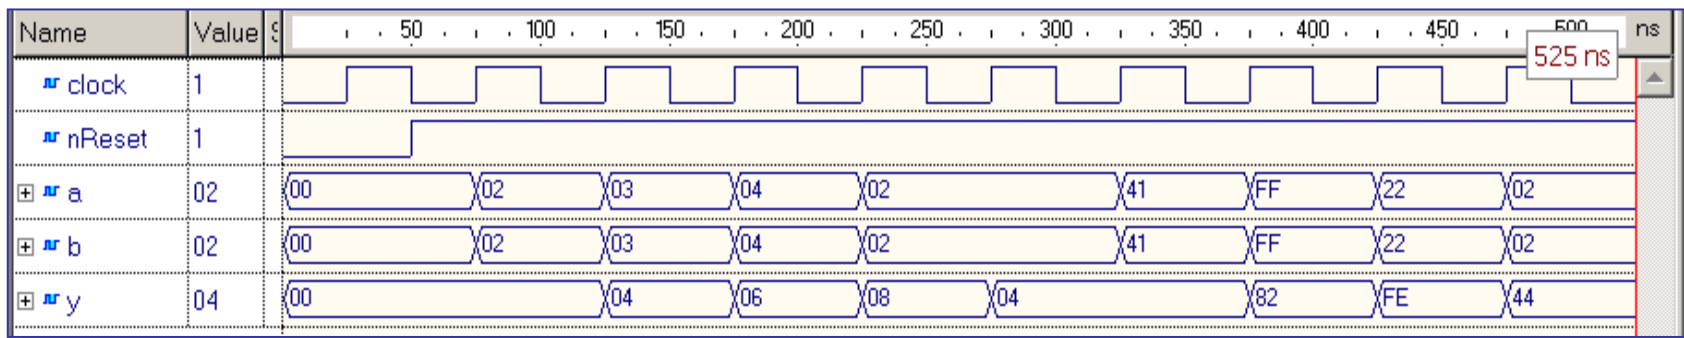 Name Value S 50 100 150 200 250 300 350 400 450 500 ns
525 ns
clock 1
nReset 1
a 02 00 02 03 04 02 41 FF 22 02
b 02 00 02 03 04 02 41 FF 22 02
y 04 00 04 06 08 04 82 FE 44